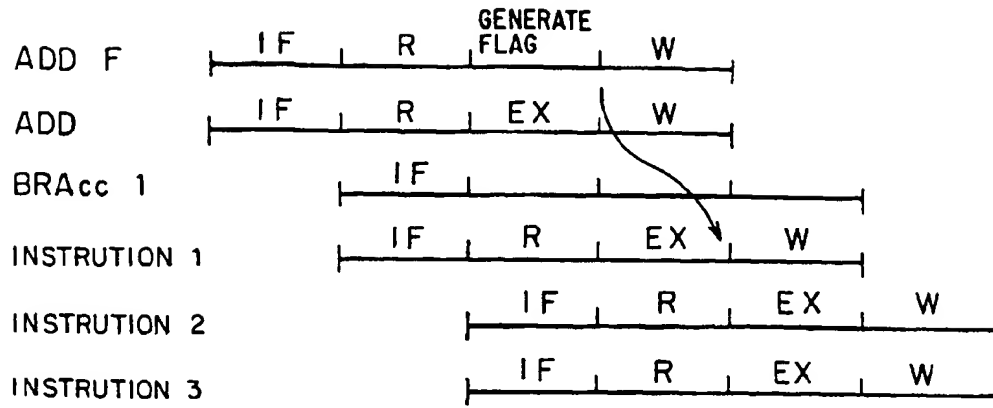 ADD F IF R GENERATE FLAG W
ADD IF R EX W
BRAcc 1 IF
INSTRUTION 1 IF R EX W
INSTRUTION 2 IF R EX W
INSTRUTION 3 IF R EX W